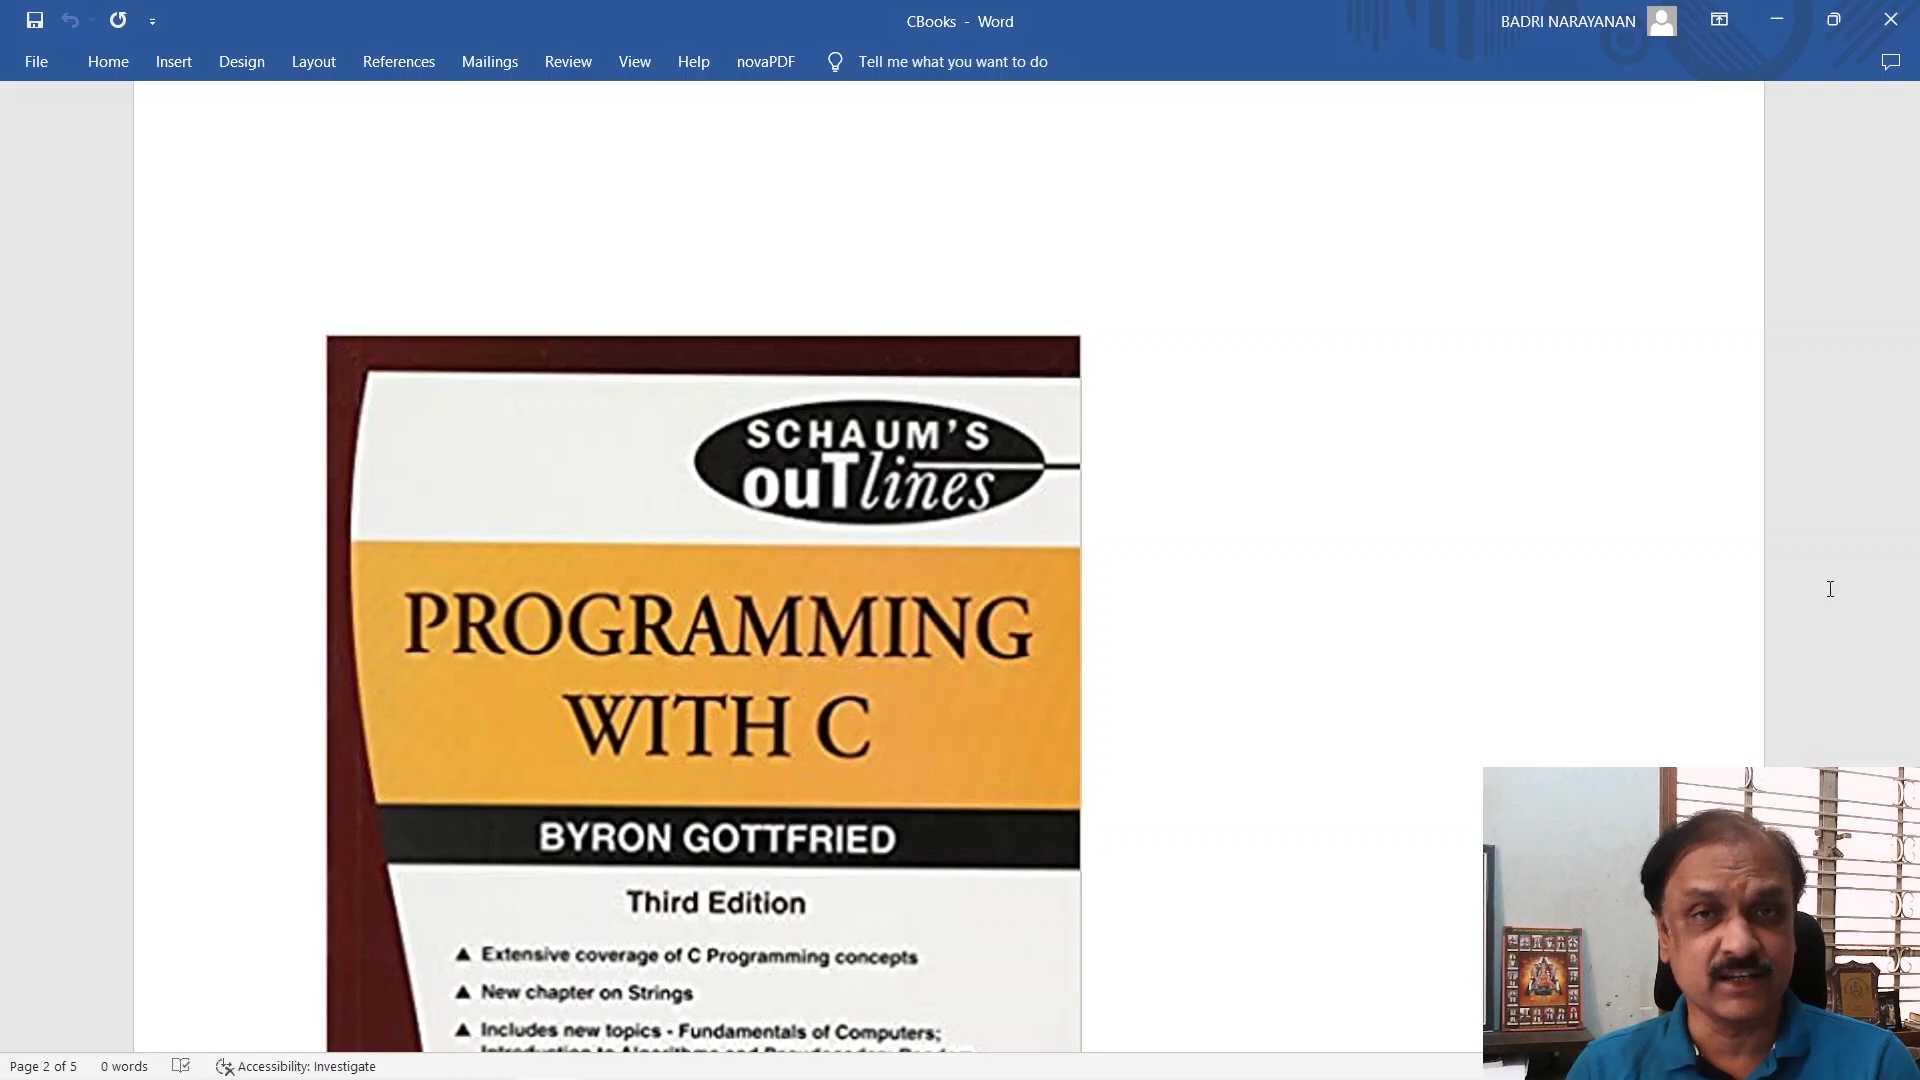 CBooks - Word
BADRI NARAYANAN
File Home Insert Design Layout References Mailings Review View Help novaPDF Tell me what you want to do
SCHAUM'S
ouTlines
PROGRAMMING
WITH C
BYRON GOTTFRIED
Third Edition
▲ Extensive coverage of C Programming concepts
▲ New chapter on Strings
▲ Includes new topics - Fundamentals of Computers;
Page 2 of 5 0 words Accessibility: Investigate